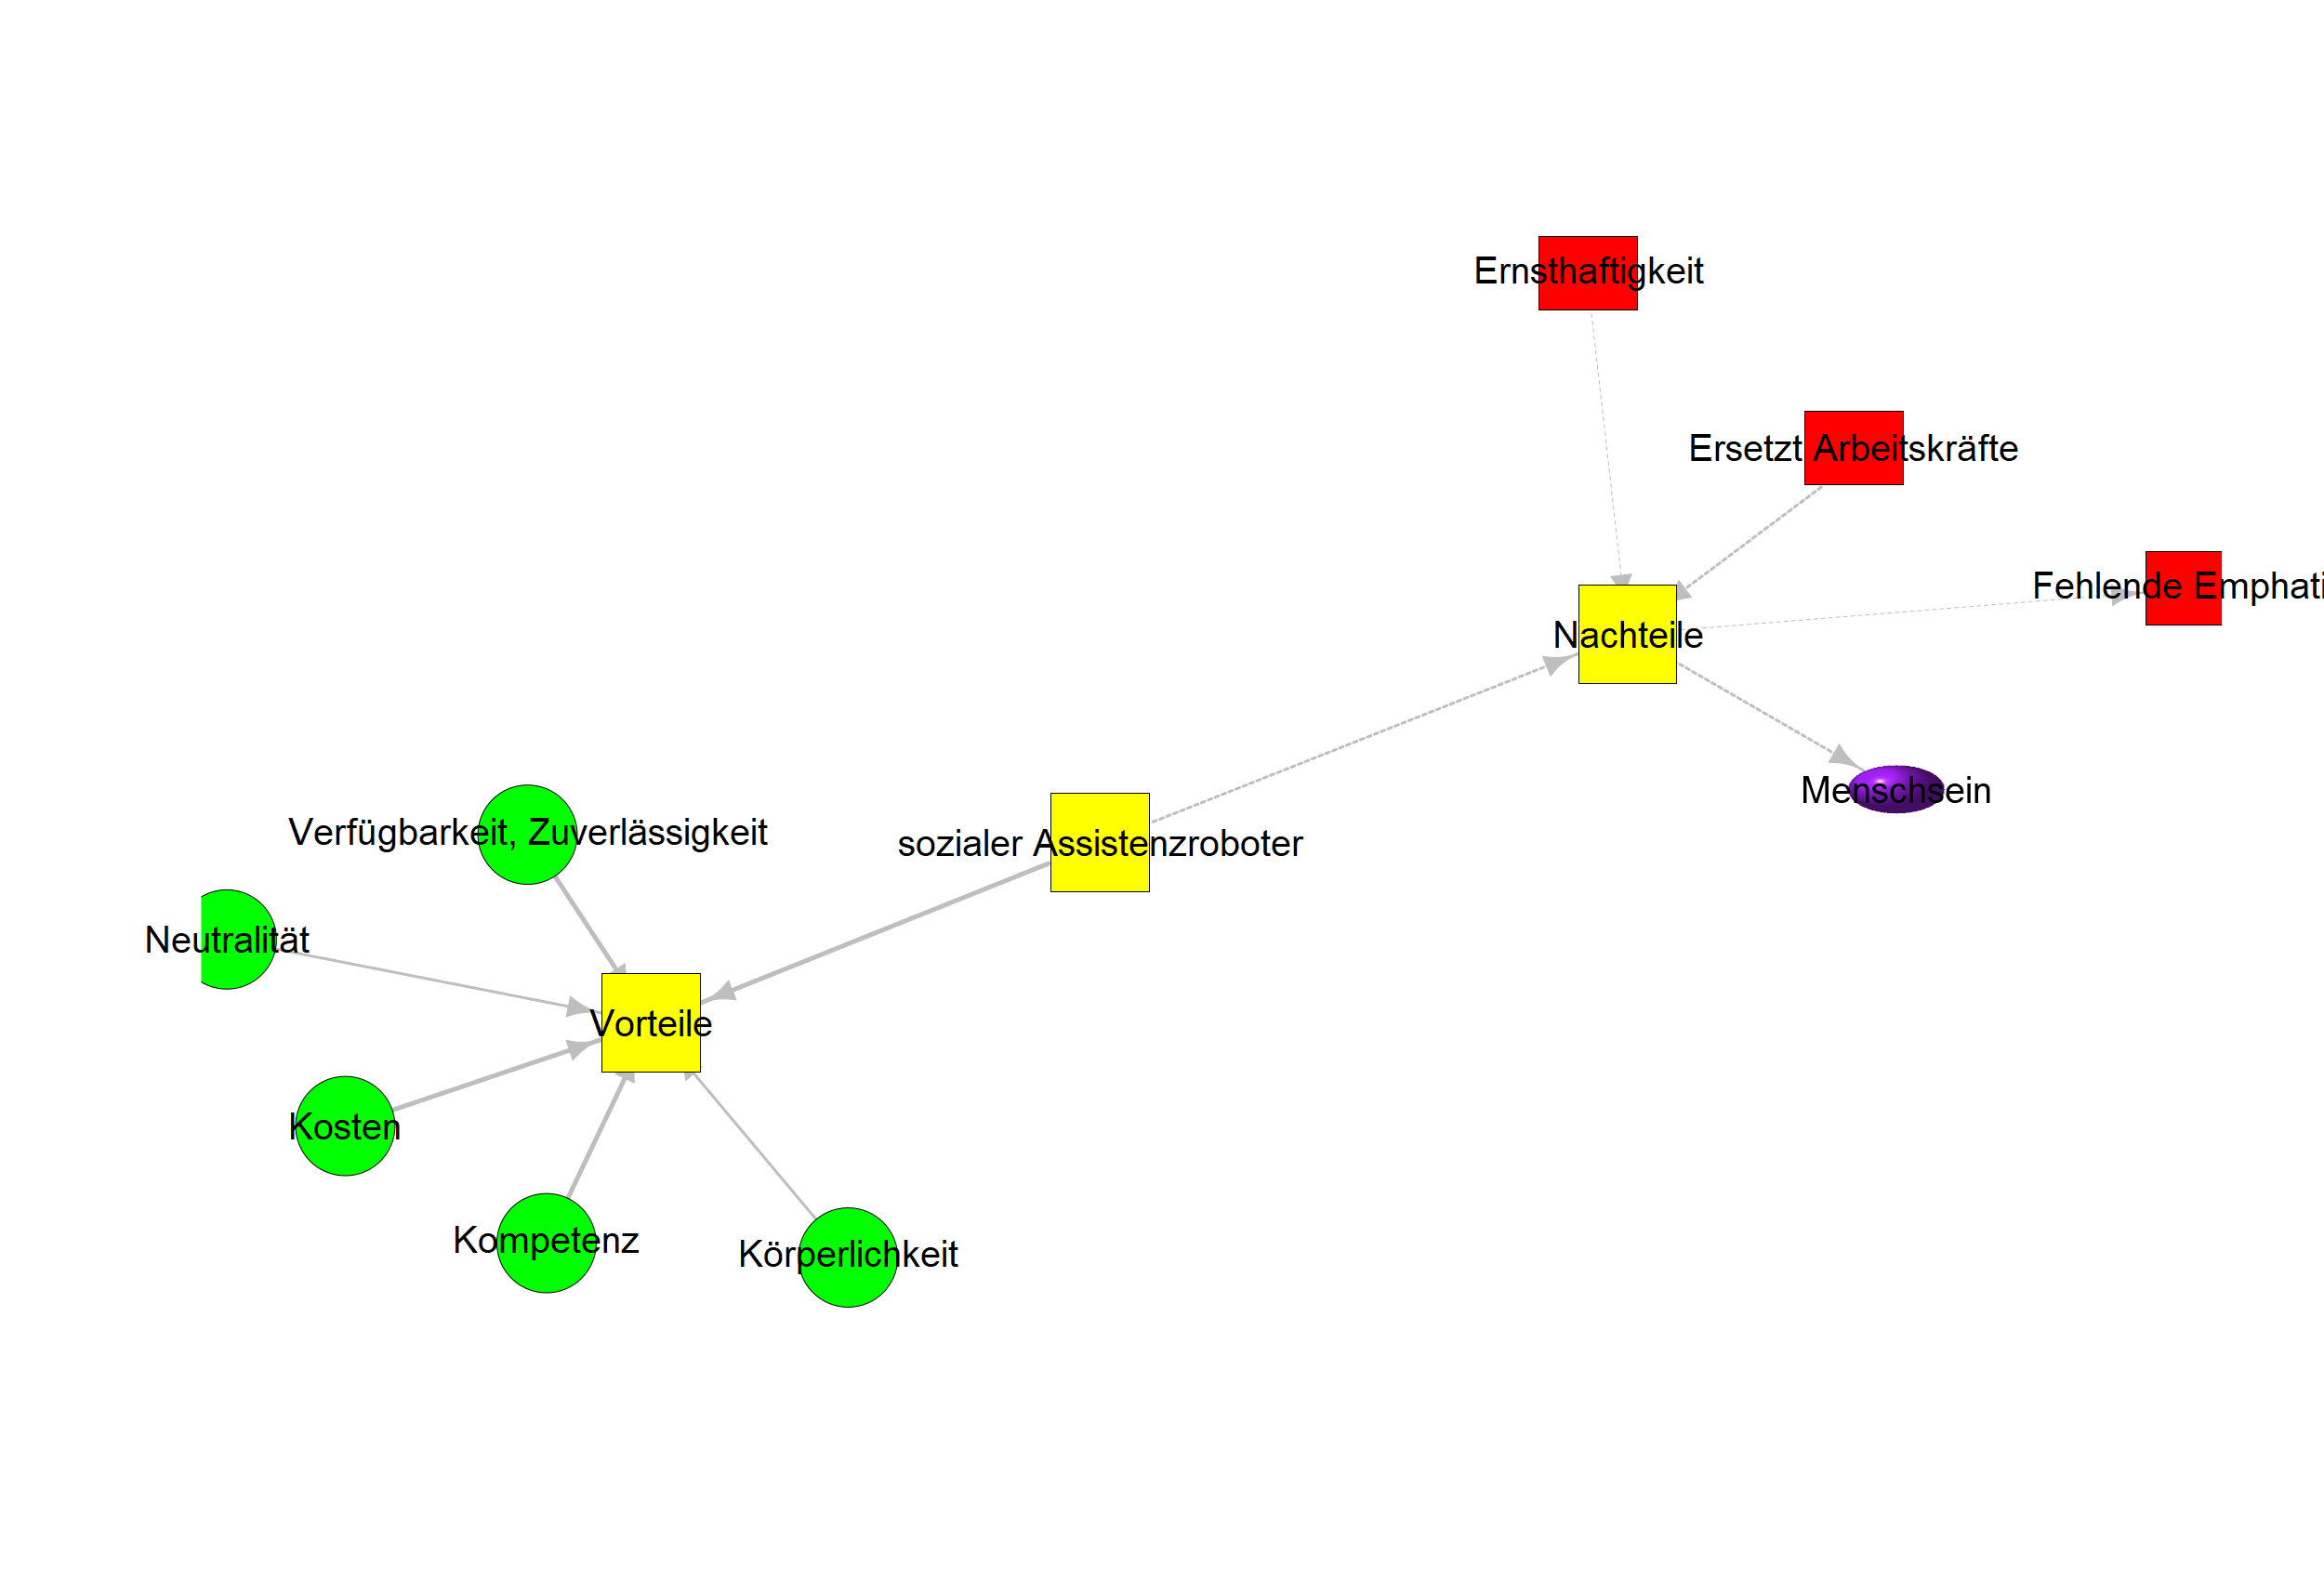 Ernsthaftigkeit
Ersetzt Arbeitskräfte
Fehlende Emphati
Nachteile
Menschsein
Verfügbarkeit, Zuverlässigkeit
sozialer Assistenzroboter
Neutralität
Vorteile
Kosten
Kompetenz
Körperlichkeit